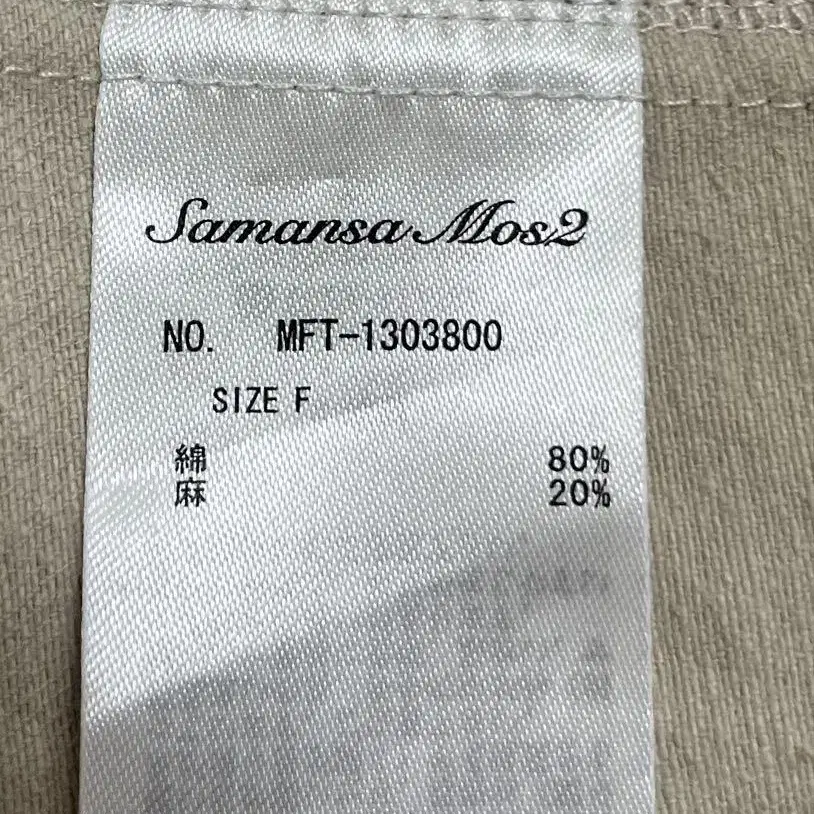 Samansa Mos2
NO. MFT-1303800
SIZE F
綿 80%
麻 20%